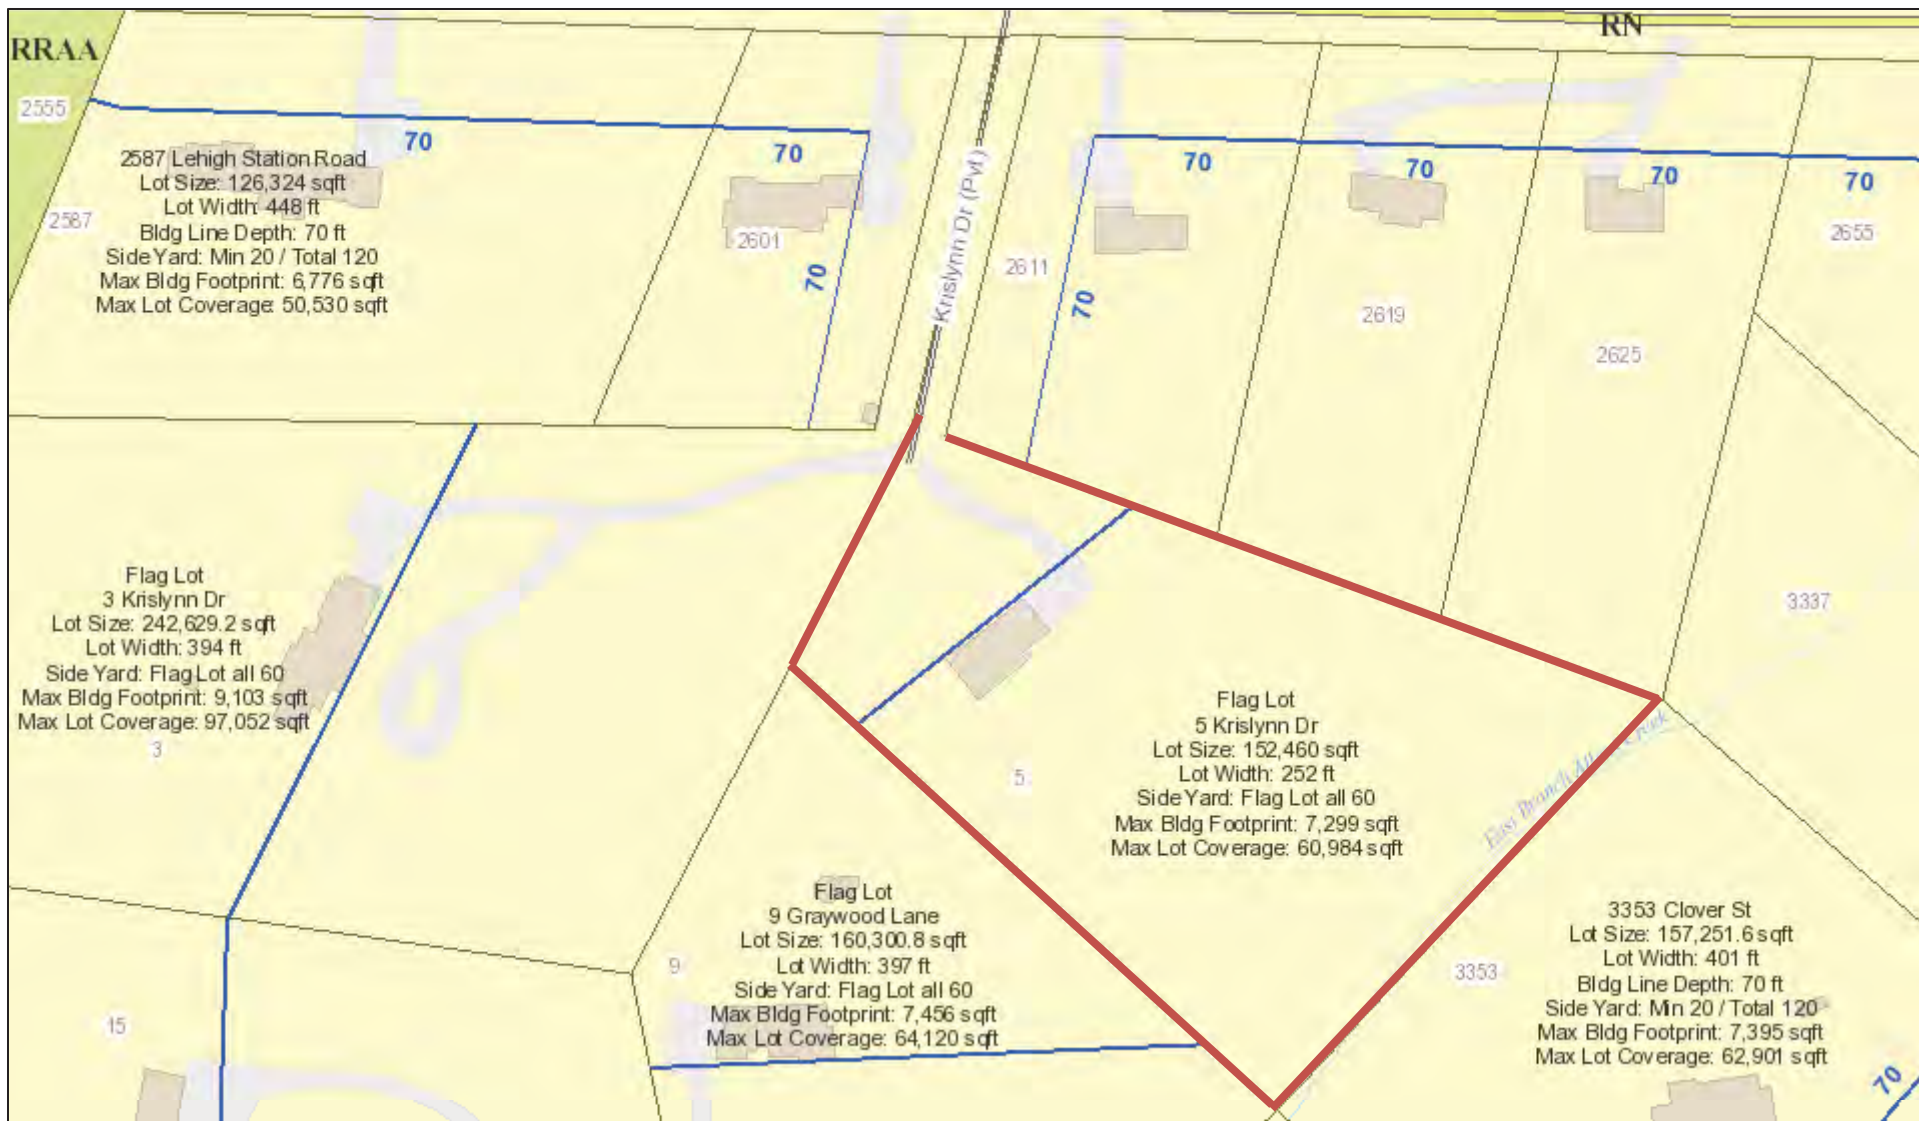 RN
RRAA
2555
70
70
70
70
70
70
2587 Lehigh Station Road
Lot Size: 126,324 sqft
Lot Width: 448 ft
Bldg Line Depth: 70 ft
Side Yard: Min 20 / Total 120
Max Bldg Footprint: 6,776 sqft
Max Lot Coverage: 50,530 sqft
2587
2601
70
Krislynn Dr (Pvt)
2611
70
2619
2625
2655
3337
Flag Lot
3 Krislynn Dr
Lot Size: 242,629.2 sqft
Lot Width: 394 ft
Side Yard: Flag Lot all 60
Max Bldg Footprint: 9,103 sqft
Max Lot Coverage: 97,052 sqft
3
Flag Lot
5 Krislynn Dr
Lot Size: 152,460 sqft
Lot Width: 252 ft
Side Yard: Flag Lot all 60
Max Bldg Footprint: 7,299 sqft
Max Lot Coverage: 60,984 sqft
5
East Branch Creek
Flag Lot
9 Graywood Lane
Lot Size: 160,300.8 sqft
Lot Width: 397 ft
Side Yard: Flag Lot all 60
Max Bldg Footprint: 7,456 sqft
Max Lot Coverage: 64,120 sqft
9
3353
3353 Clover St
Lot Size: 157,251.6 sqft
Lot Width: 401 ft
Bldg Line Depth: 70 ft
Side Yard: Min 20 / Total 120
Max Bldg Footprint: 7,395 sqft
Max Lot Coverage: 62,901 sqft
15
70